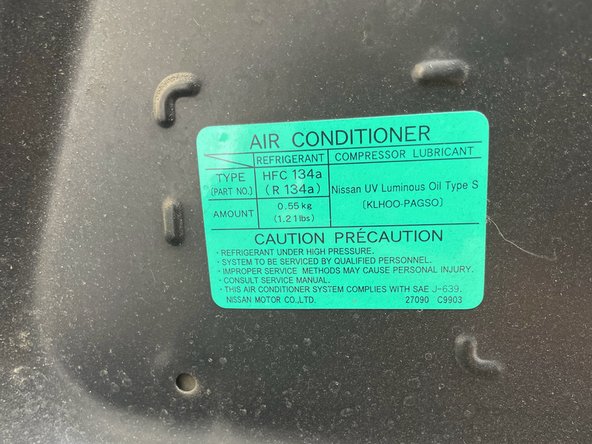 AIR CONDITIONER
REFRIGERANT COMPRESSOR LUBRICANT
TYPE HFC 134a
(PART NO.) (R 134a) Nissan UV Luminous Oil Type S
(KLHOO-PAGSO)
AMOUNT 0.55 kg
(1.21 lbs)
CAUTION PRÉCAUTION
· REFRIGERANT UNDER HIGH PRESSURE.
· SYSTEM TO BE SERVICED BY QUALIFIED PERSONNEL.
· IMPROPER SERVICE METHODS MAY CAUSE PERSONAL INJURY.
· CONSULT SERVICE MANUAL.
· THIS AIR CONDITIONER SYSTEM COMPLIES WITH SAE J-639.
NISSAN MOTOR CO.,LTD. 27090 C9903